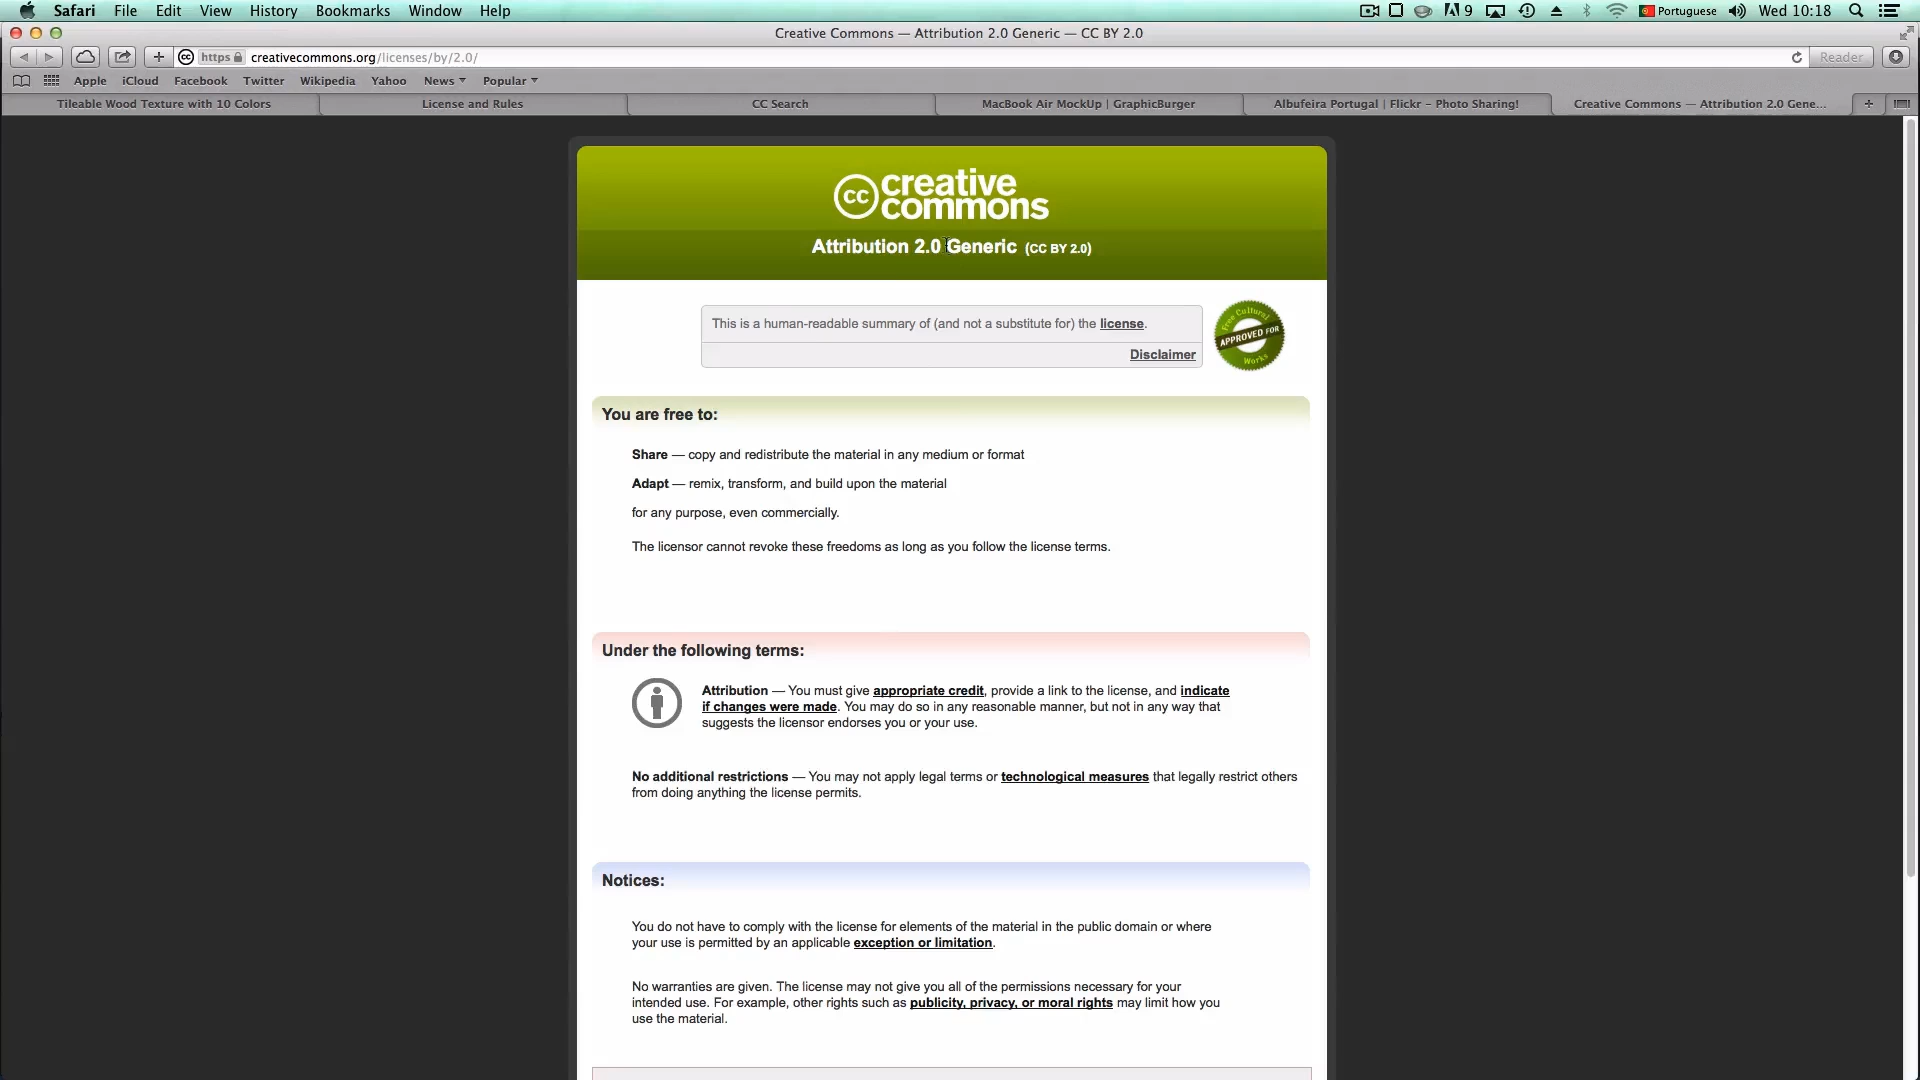 Safari File Edit View History Bookmarks Window Help 9 Portuguese Wed 10:18
Creative Commons — Attribution 2.0 Generic — CC BY 2.0
https creativecommons.org/licenses/by/2.0/ Reader
Apple iCloud Facebook Twitter Wikipedia Yahoo News Popular
Tileable Wood Texture with 10 Colors License and Rules CC Search MacBook Air MockUp | GraphicBurger Albufeira Portugal | Flickr – Photo Sharing! Creative Commons — Attribution 2.0 Gene...
cc creative
commons
Attribution 2.0 Generic (CC BY 2.0)
This is a human-readable summary of (and not a substitute for) the license.
Disclaimer
Free Cultural
APPROVED FOR
Works
You are free to:
Share — copy and redistribute the material in any medium or format
Adapt — remix, transform, and build upon the material
for any purpose, even commercially.
The licensor cannot revoke these freedoms as long as you follow the license terms.
Under the following terms:
Attribution — You must give appropriate credit, provide a link to the license, and indicate
if changes were made. You may do so in any reasonable manner, but not in any way that
suggests the licensor endorses you or your use.
No additional restrictions — You may not apply legal terms or technological measures that legally restrict others
from doing anything the license permits.
Notices:
You do not have to comply with the license for elements of the material in the public domain or where
your use is permitted by an applicable exception or limitation.
No warranties are given. The license may not give you all of the permissions necessary for your
intended use. For example, other rights such as publicity, privacy, or moral rights may limit how you
use the material.